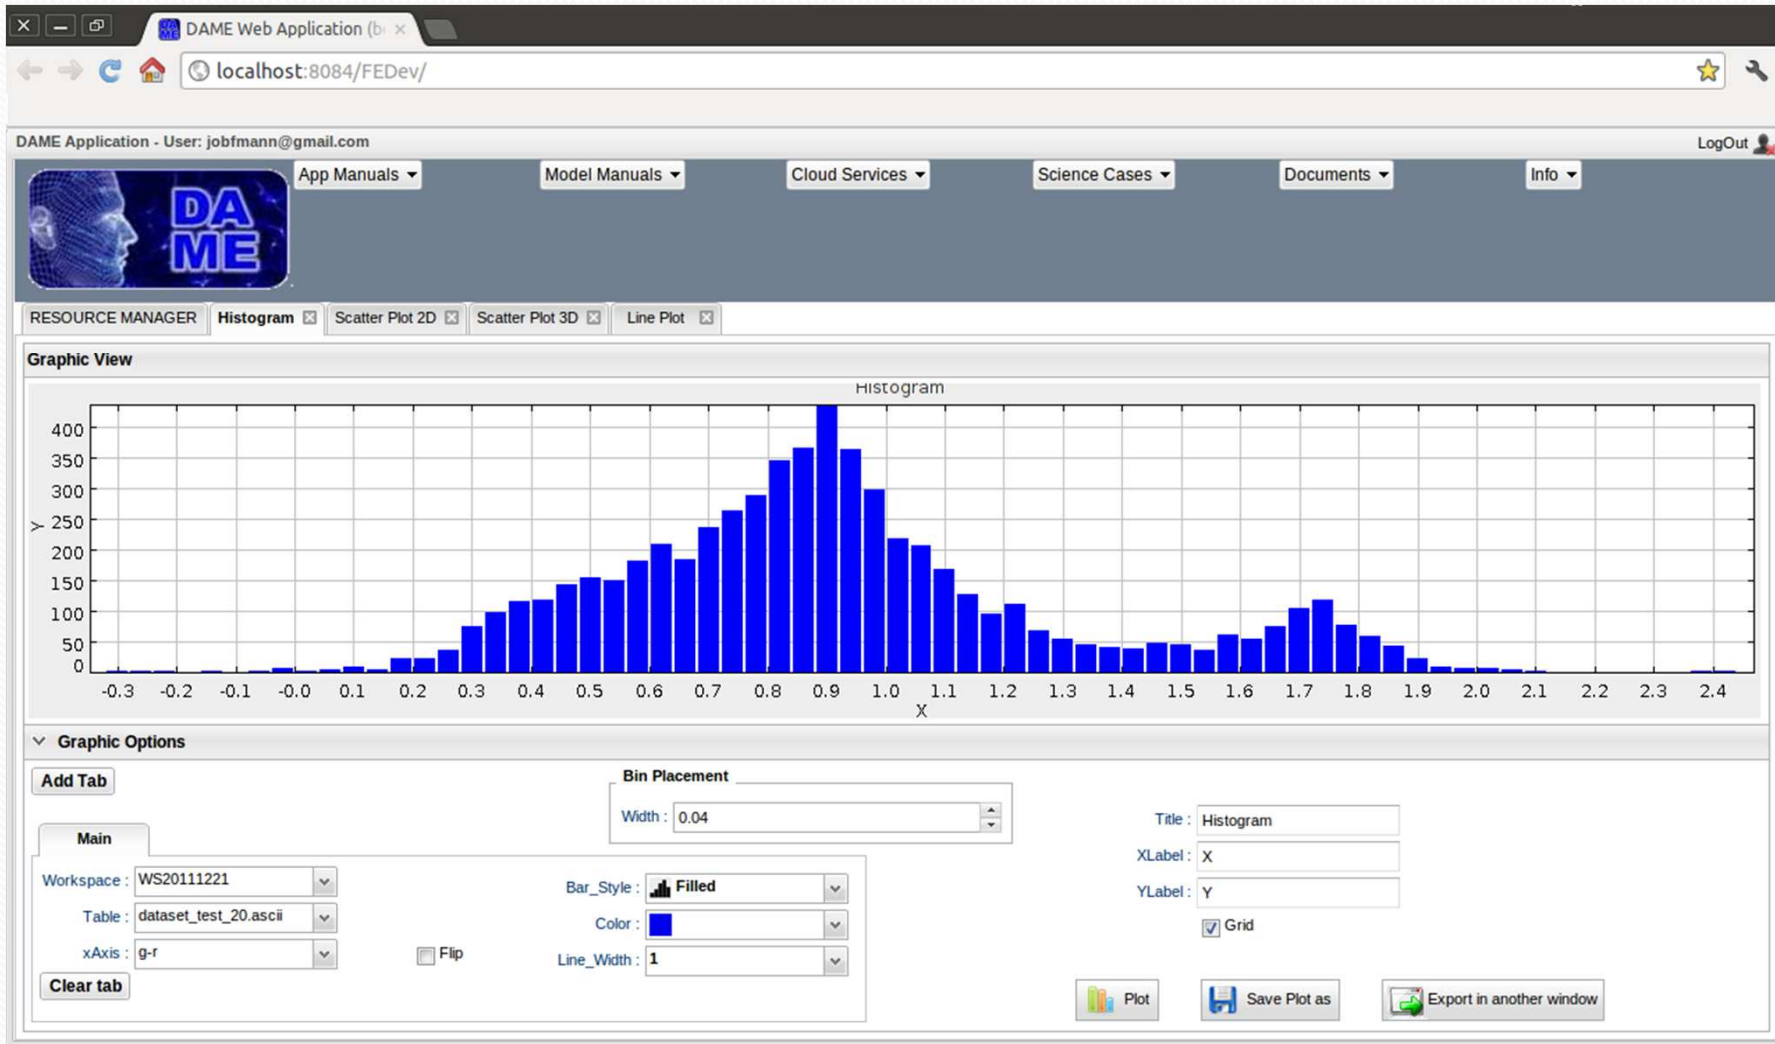 DAME Web Application (b
localhost:8084/FEDev/
DAME Application - User: jobfmann@gmail.com
LogOut
DA
ME
App Manuals
Model Manuals
Cloud Services
Science Cases
Documents
Info
RESOURCE MANAGER
Histogram
Scatter Plot 2D
Scatter Plot 3D
Line Plot
Graphic View
Histogram
400
350
300
250
200
150
100
50
0
Y
-0.3 -0.2 -0.1 -0.0 0.1 0.2 0.3 0.4 0.5 0.6 0.7 0.8 0.9 1.0 1.1 1.2 1.3 1.4 1.5 1.6 1.7 1.8 1.9 2.0 2.1 2.2 2.3 2.4
X
Graphic Options
Add Tab
Bin Placement
Width : 0.04
Main
Workspace : WS20111221
Table : dataset_test_20.ascii
xAxis : g-r
Flip
Clear tab
Bar_Style : Filled
Color :
Line_Width : 1
Title : Histogram
XLabel : X
YLabel : Y
Grid
Plot
Save Plot as
Export in another window